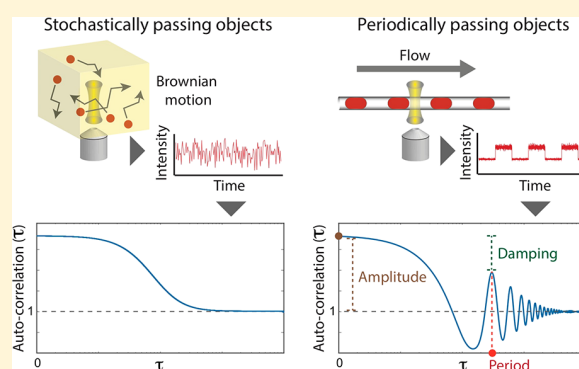 Stochastically passing objects
Periodically passing objects
Brownian
motion
Flow
Intensity
Time
Intensity
Time
Auto-correlation (τ)
1
0
τ
Auto-correlation (τ)
Amplitude
Damping
1
0
τ
Period